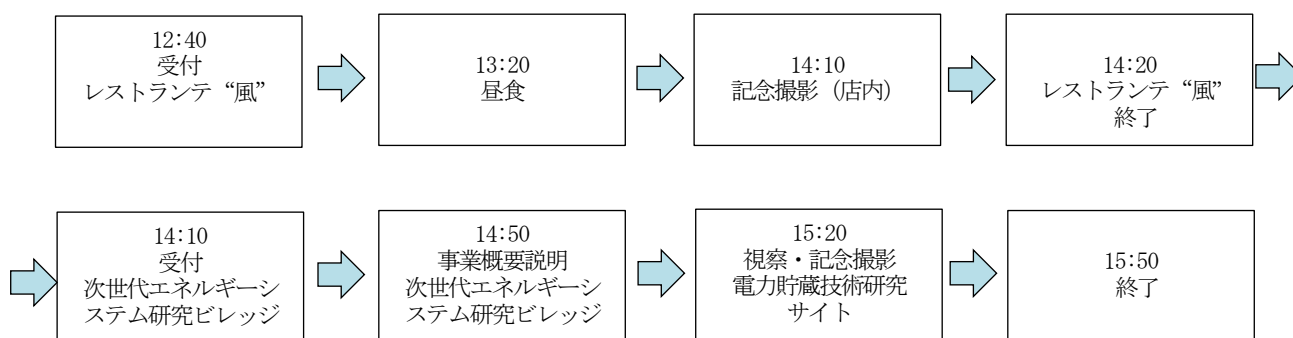 12:40
受付
レストランテ “風”
13:20
昼食
14:10
記念撮影（店内）
14:20
レストランテ “風”
終了
14:10
受付
次世代エネルギーシ
ステム研究ビレッジ
14:50
事業概要説明
次世代エネルギーシ
ステム研究ビレッジ
15:20
視察・記念撮影
電力貯蔵技術研究
サイト
15:50
終了